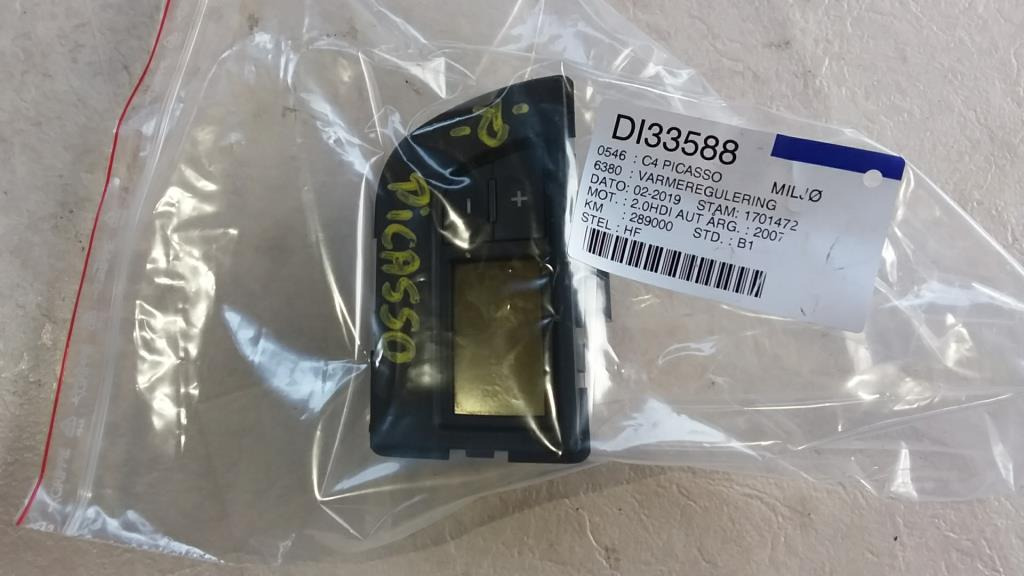 DI33588
0546 : C4 PICASSO
6380 : VARMEREGULERING MILJØ
DATO: 02-2019 STAM: 1701472
MOT. : 2.0HDI AUT ÅRG. : 2007
KM : 289000 STD. : B1
STEL : HF
- +
PiCASSO